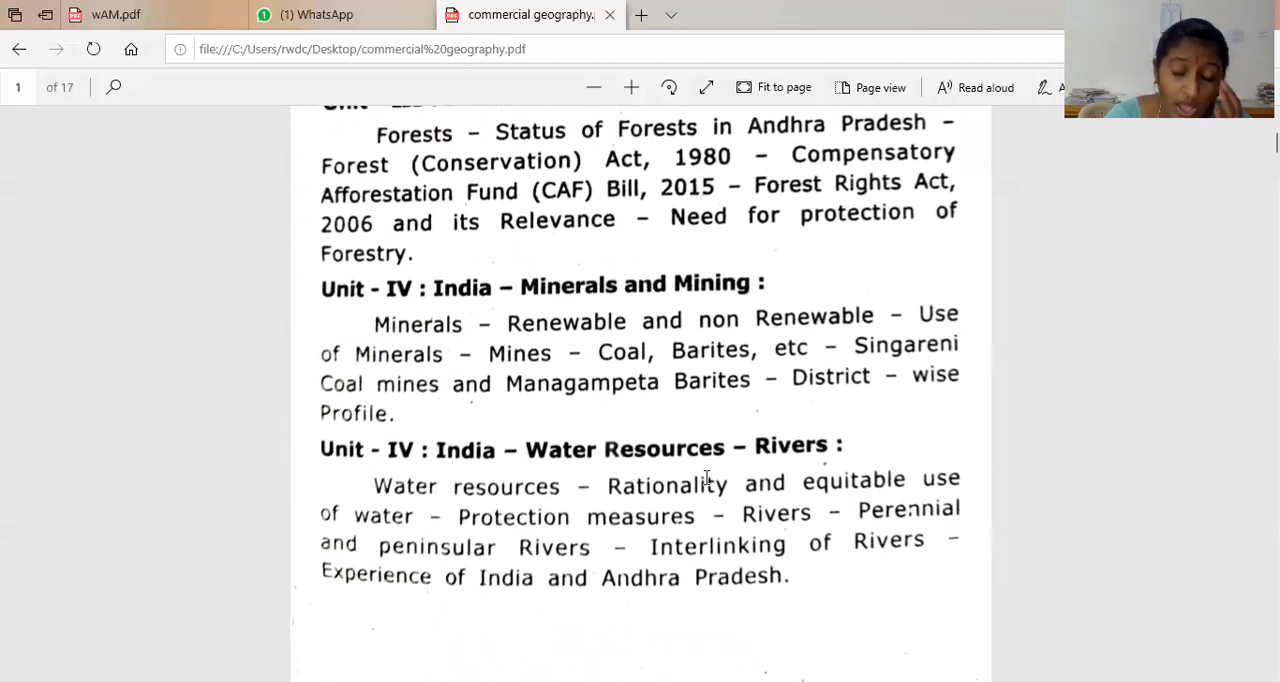 wAM.pdf
(1) WhatsApp
commercial geography.
file:///C:/Users/rwdc/Desktop/commercial%20geography.pdf
1 of 17
Fit to page
Page view
Read aloud
Forests – Status of Forests in Andhra Pradesh –
Forest (Conservation) Act, 1980 – Compensatory
Afforestation Fund (CAF) Bill, 2015 – Forest Rights Act,
2006 and its Relevance – Need for protection of
Forestry.
Unit - IV : India – Minerals and Mining :
Minerals – Renewable and non Renewable – Use
of Minerals – Mines – Coal, Barites, etc – Singareni
Coal mines and Managampeta Barites – District – wise
Profile.
Unit - IV : India – Water Resources – Rivers :
Water resources – Rationality and equitable use
of water – Protection measures – Rivers – Perennial
and peninsular Rivers – Interlinking of Rivers –
Experience of India and Andhra Pradesh.